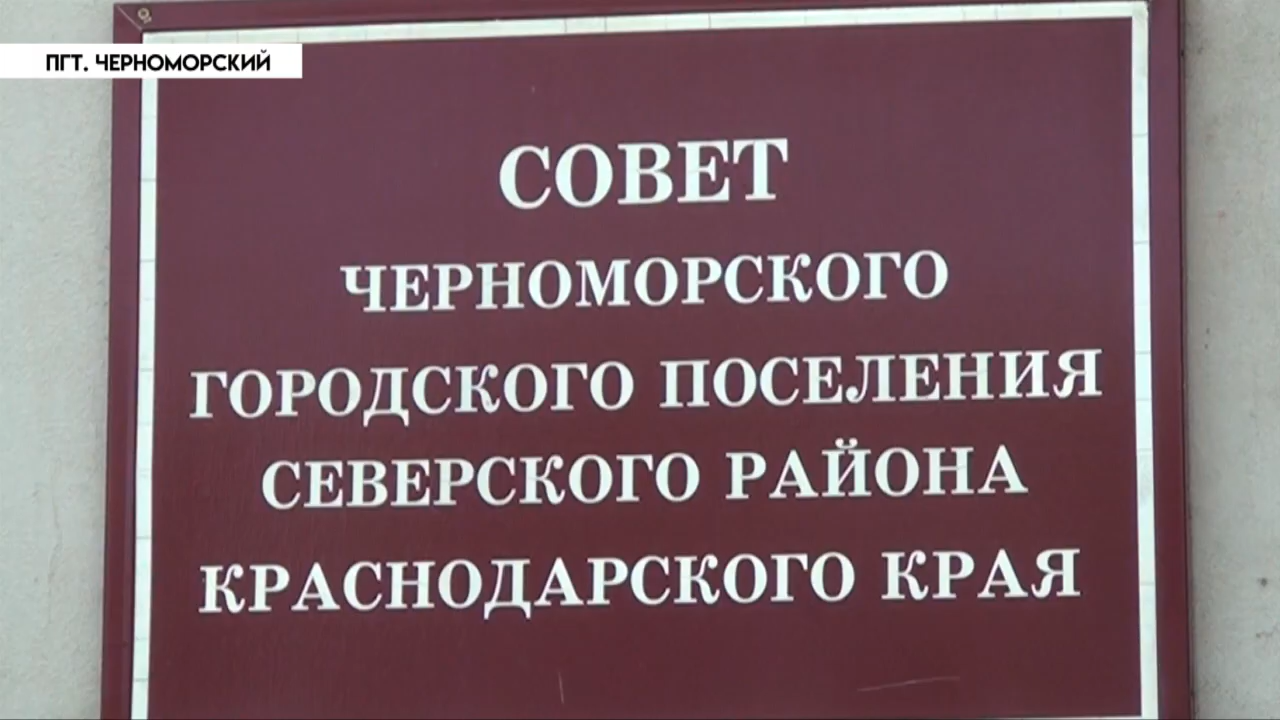 ПГТ. ЧЕРНОМОРСКИЙ
СОВЕТ
ЧЕРНОМОРСКОГО
ГОРОДСКОГО ПОСЕЛЕНИЯ
СЕВЕРСКОГО РАЙОНА
КРАСНОДАРСКОГО КРАЯ